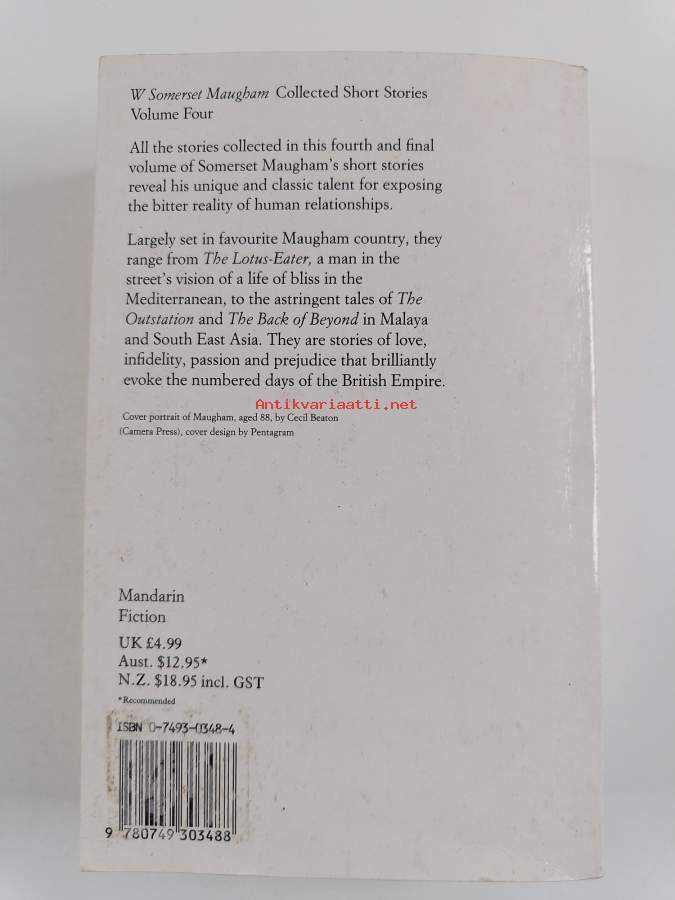 W Somerset Maugham Collected Short Stories
Volume Four
All the stories collected in this fourth and final
volume of Somerset Maugham's short stories
reveal his unique and classic talent for exposing
the bitter reality of human relationships.
Largely set in favourite Maugham country, they
range from The Lotus-Eater, a man in the
street's vision of a life of bliss in the
Mediterranean, to the astringent tales of The
Outstation and The Back of Beyond in Malaya
and South East Asia. They are stories of love,
infidelity, passion and prejudice that brilliantly
evoke the numbered days of the British Empire.
Antikvariaatti.net
Cover portrait of Maugham, aged 88, by Cecil Beaton
(Camera Press), cover design by Pentagram
Mandarin
Fiction
UK £4.99
Aust. $12.95*
N.Z. $18.95 incl. GST
*Recommended
ISBN 0-7493-0348-4
9 780749 303488